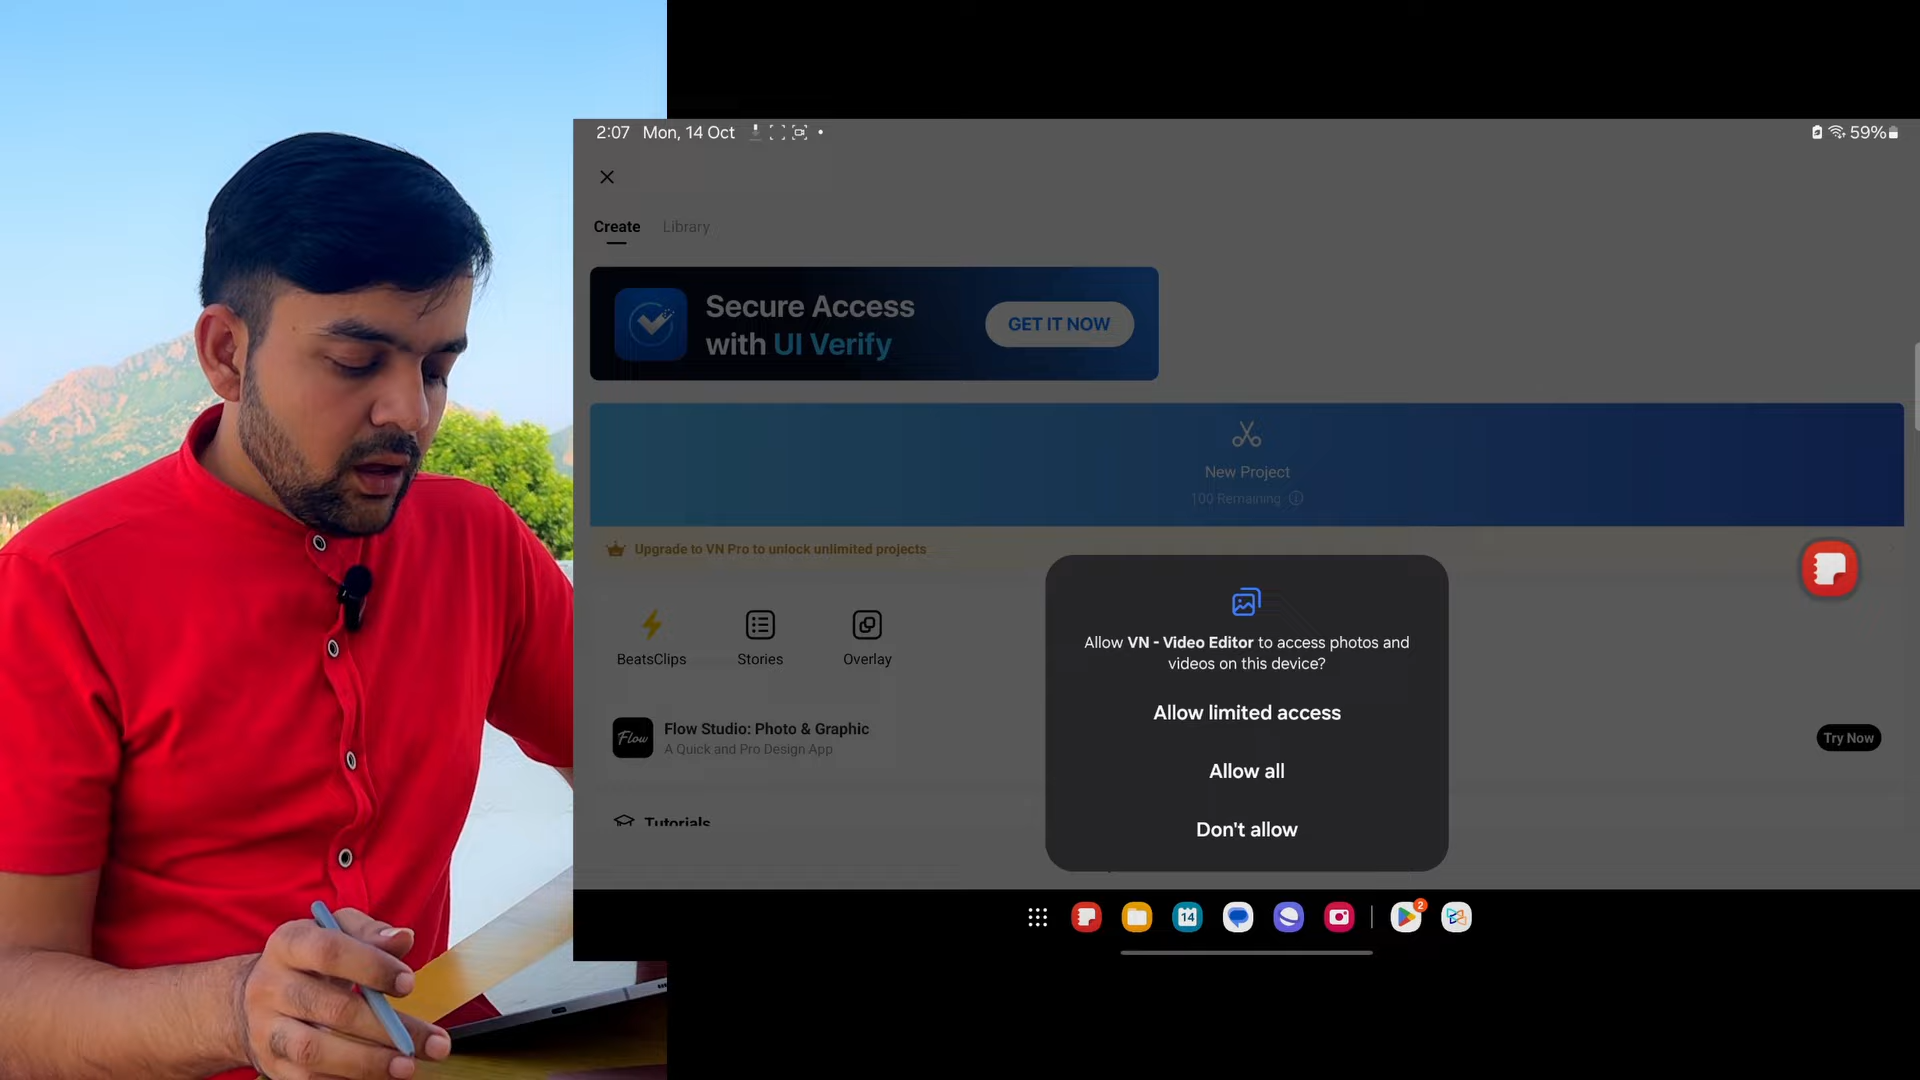 2:07 Mon, 14 Oct
59%
Create Library
Secure Access
with UI Verify
GET IT NOW
New Project
100 Remaining
Upgrade to VN Pro to unlock unlimited projects
BeatsClips Stories Overlay
Allow VN - Video Editor to access photos and
videos on this device?
Allow limited access
Allow all
Don't allow
Flow
Flow Studio: Photo & Graphic
A Quick and Pro Design App
Try Now
Tutorials
14
2